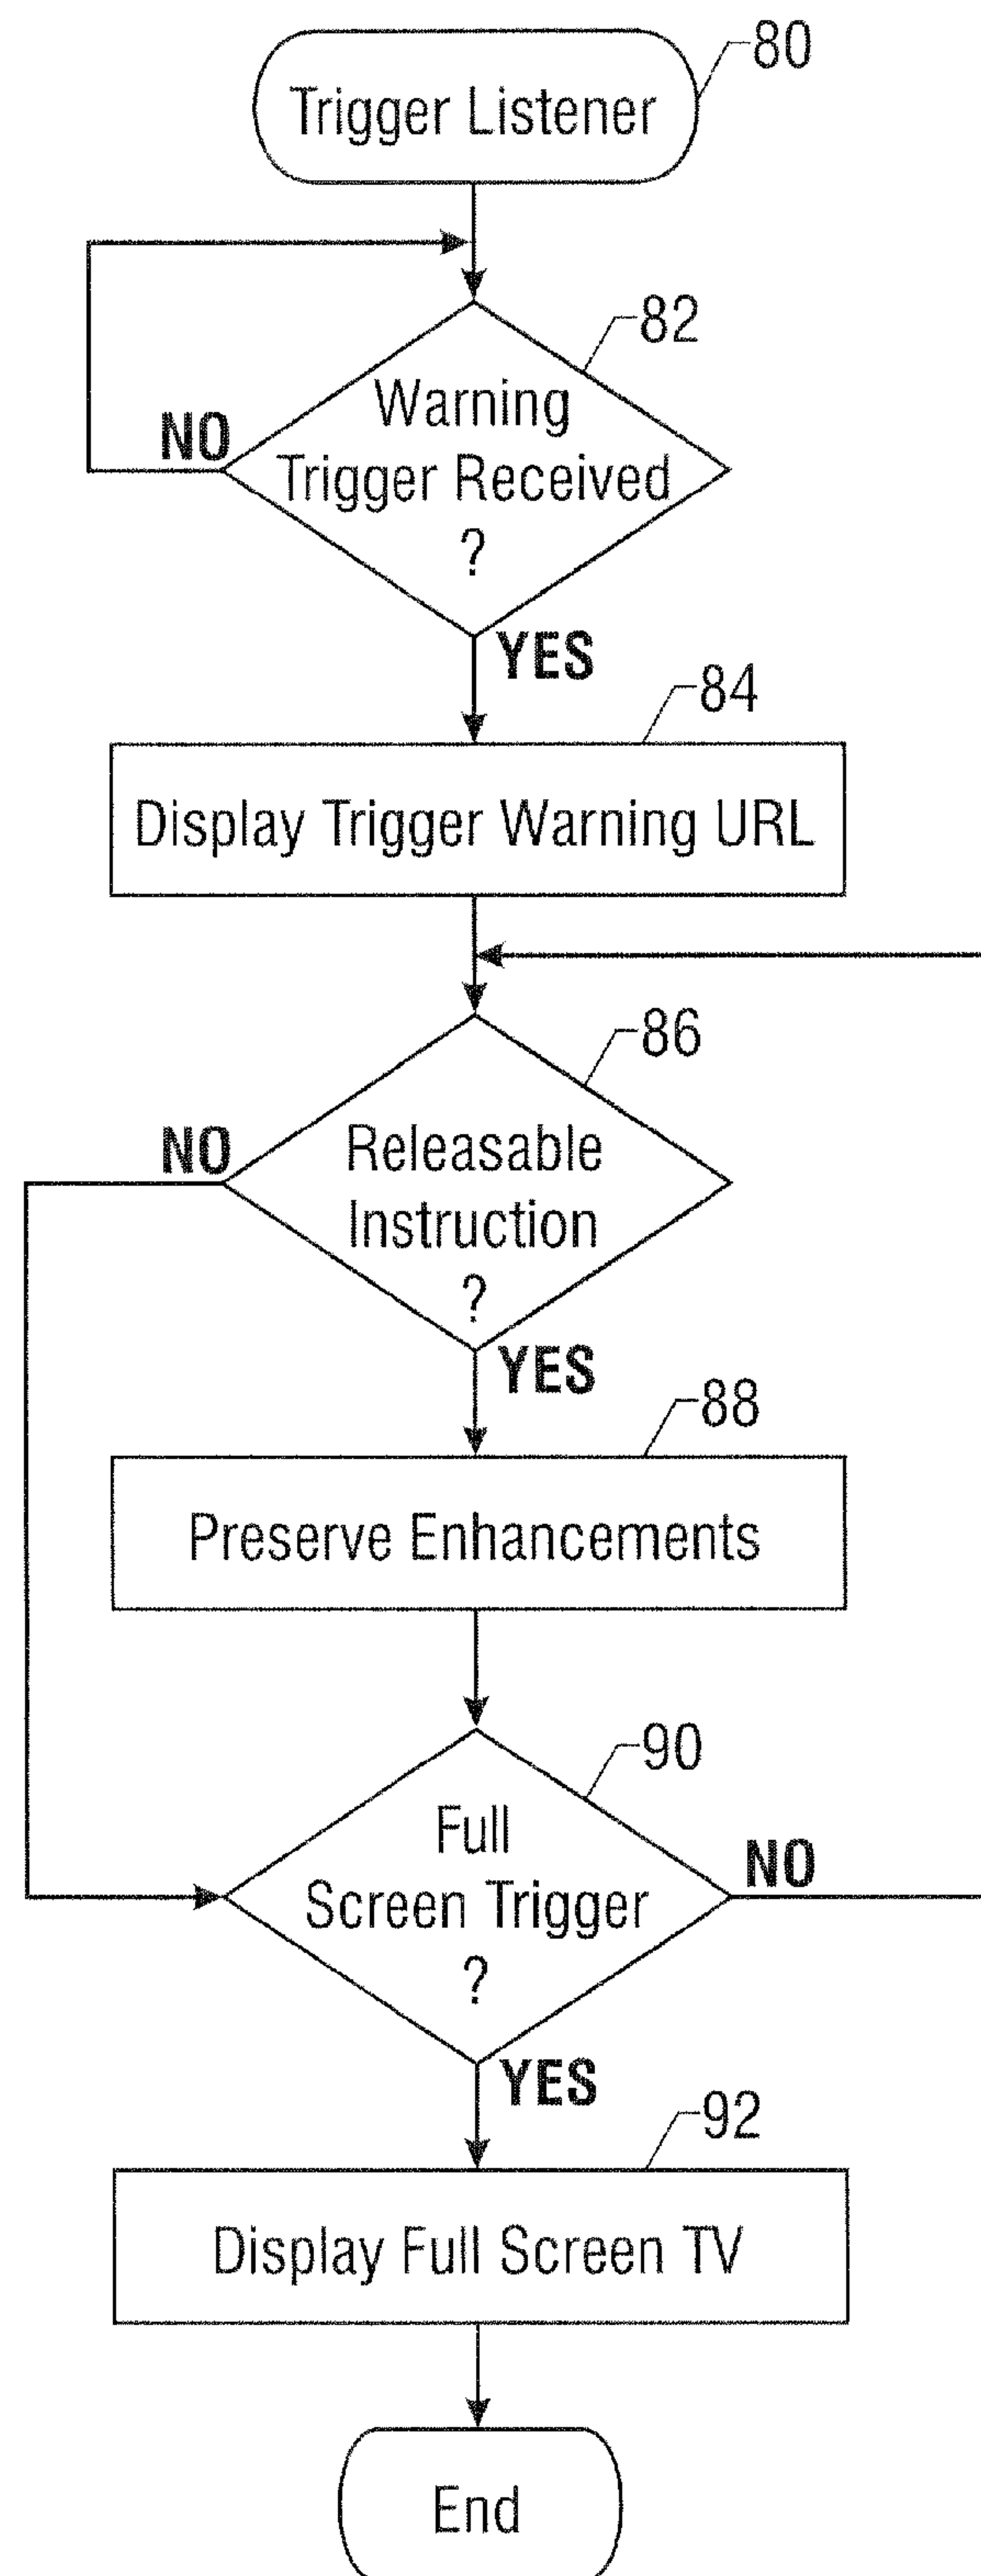 80
Trigger Listener
82
Warning
Trigger Received
?
NO
YES
84
Display Trigger Warning URL
86
Releasable
Instruction
?
NO
YES
88
Preserve Enhancements
90
Full
Screen Trigger
?
NO
YES
92
Display Full Screen TV
End